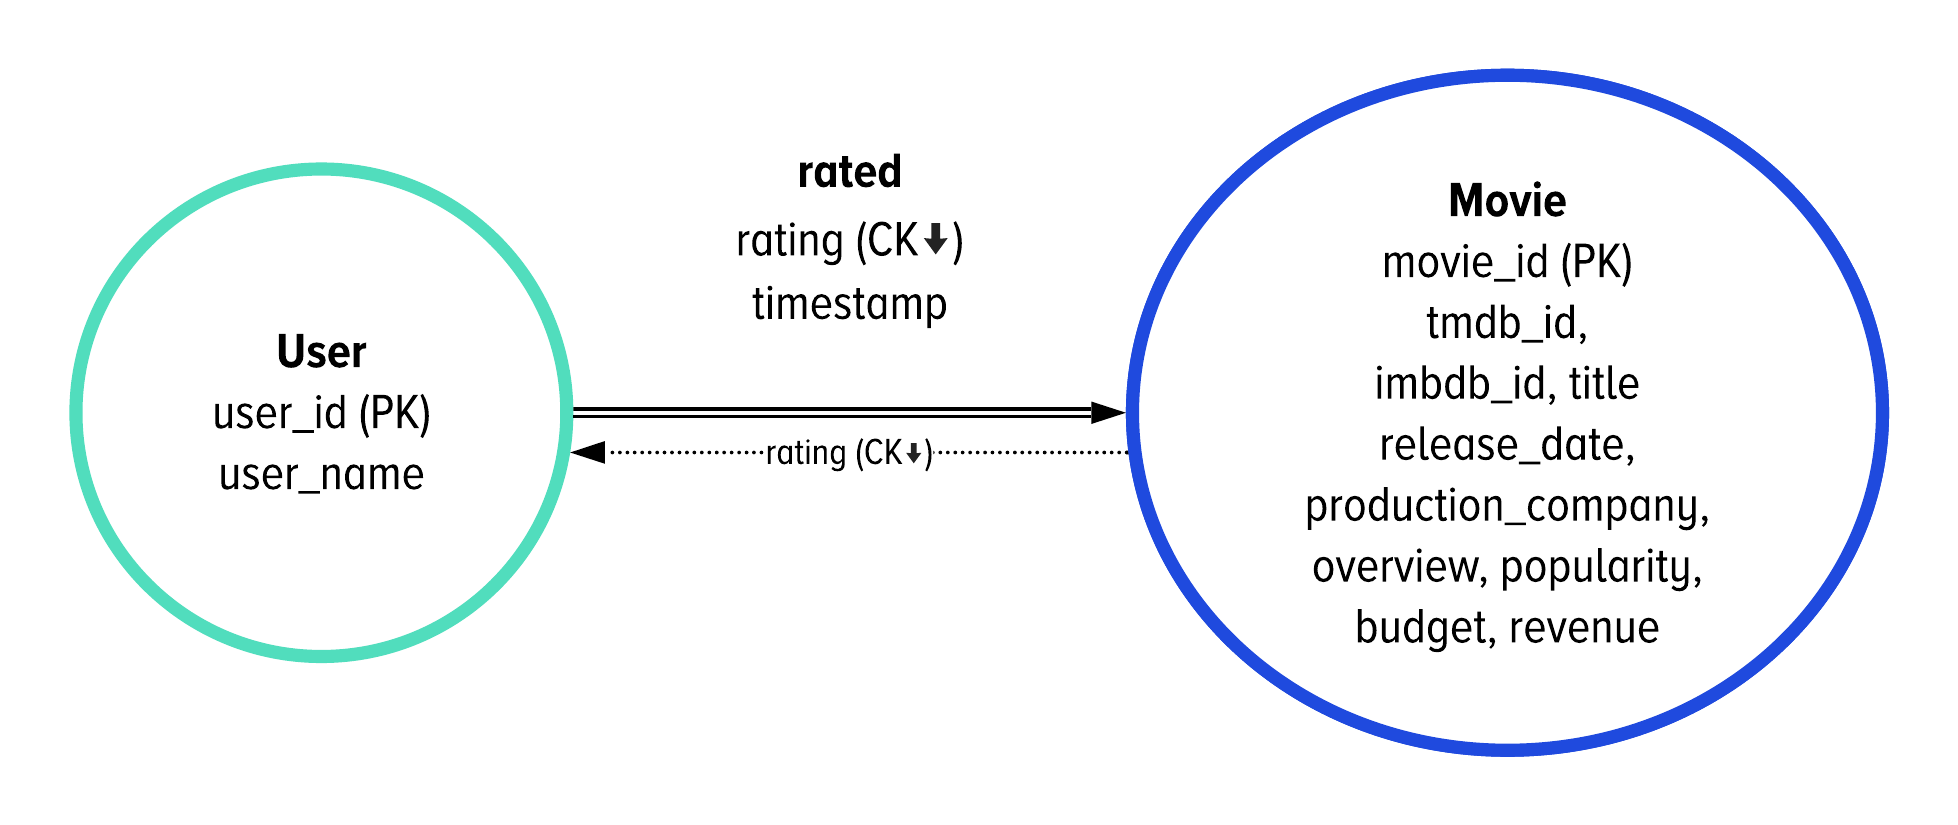 User
user_id (PK)
user_name
rated
rating (CK⬇)
timestamp
rating (CK⬇)
Movie
movie_id (PK)
tmdb_id,
imbdb_id, title
release_date,
production_company,
overview, popularity,
budget, revenue